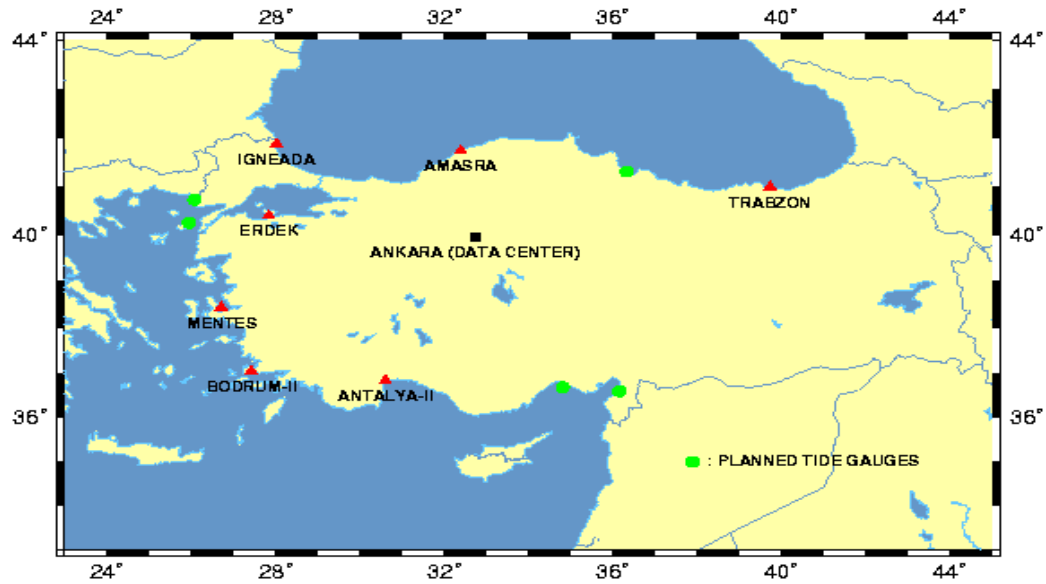 24° 28° 32° 36° 40° 44°
44° 44°
IGNEADA
AMASRA
TRABZON
ERDEK
40° 40°
ANKARA (DATA CENTER)
MENTES
BODRUM-II
ANTALYA-II
36° 36°
: PLANNED TIDE GAUGES
24° 28° 32° 36° 40° 44°